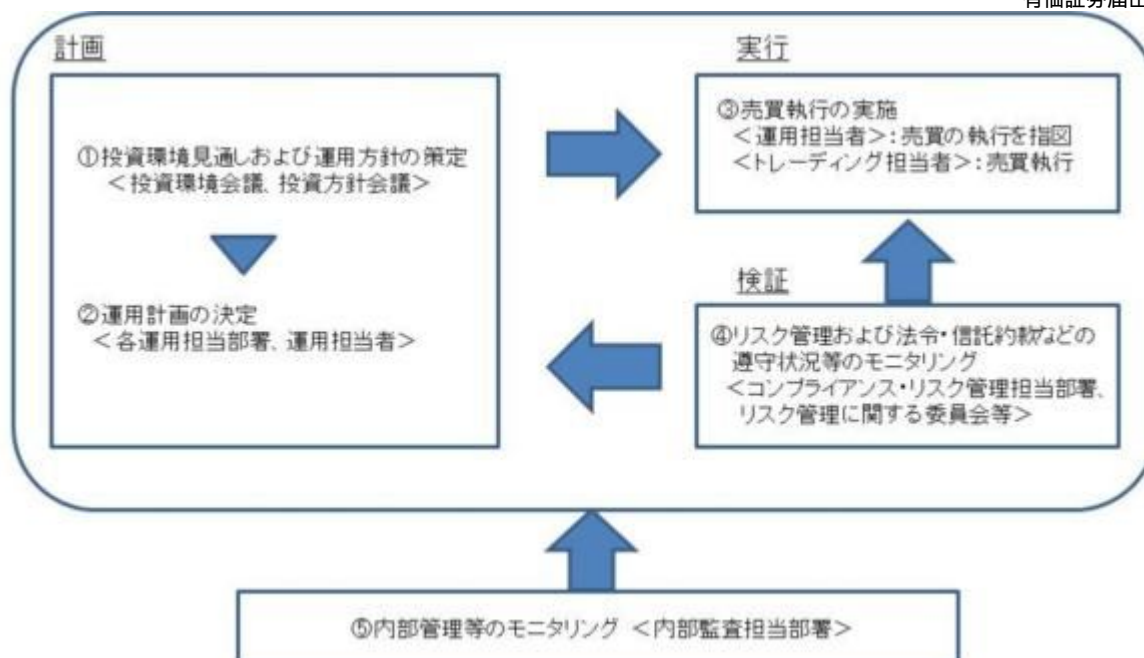 計画
①投資環境見通しおよび運用方針の策定
＜投資環境会議、投資方針会議＞
②運用計画の決定
＜各運用担当部署、運用担当者＞
実行
③売買執行の実施
＜運用担当者＞：売買の執行を指図
＜トレーディング担当者＞：売買執行
検証
④リスク管理および法令・信託約款などの
遵守状況等のモニタリング
＜コンプライアンス・リスク管理担当部署、
リスク管理に関する委員会等＞
⑤内部管理等のモニタリング ＜内部監査担当部署＞